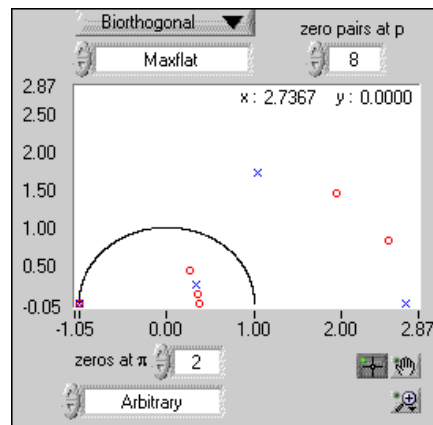 Biorthogonal
zero pairs at p
Maxflat
8
x: 2.7367 y: 0.0000
2.87
2.50
2.00
1.50
1.00
0.50
-0.05
-1.05 0.00 1.00 2.00 2.87
zeros at π 2
Arbitrary